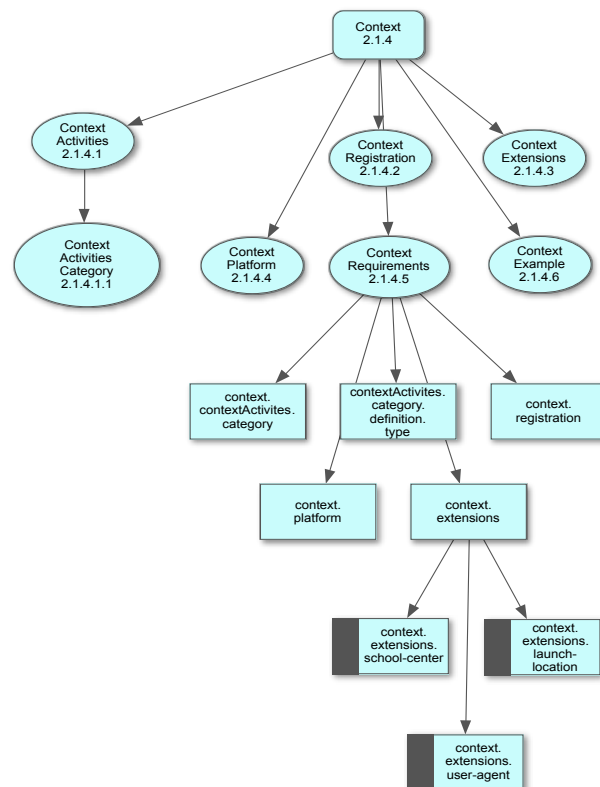 Context
2.1.4
Context
Activities
2.1.4.1
Context
Registration
2.1.4.2
Context
Extensions
2.1.4.3
Context
Activities
Category
2.1.4.1.1
Context
Platform
2.1.4.4
Context
Requirements
2.1.4.5
Context
Example
2.1.4.6
context.
contextActivites.
category
contextActivites.
category.
definition.
type
context.
registration
context.
platform
context.
extensions
context.
extensions.
school-center
context.
extensions.
launch-
location
context.
extensions.
user-agent